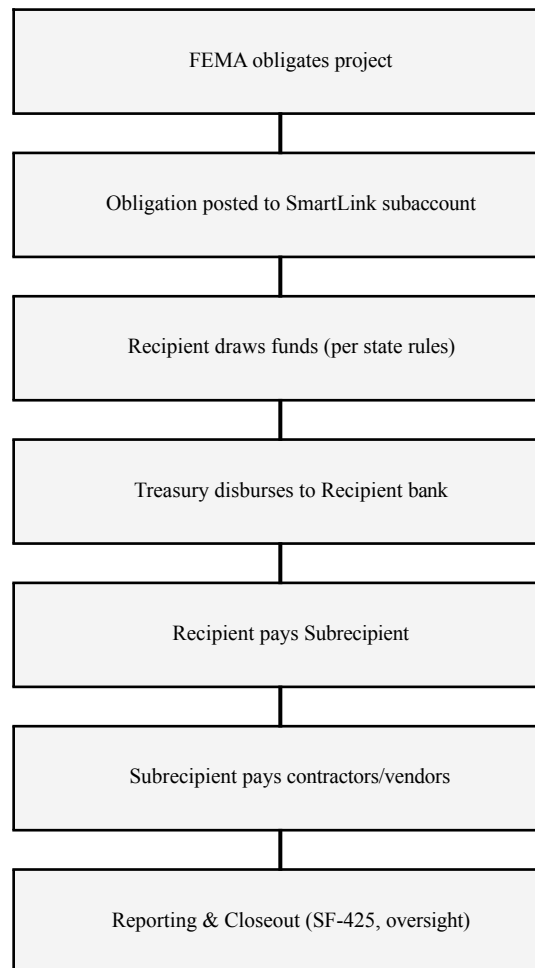 FEMA obligates project
Obligation posted to SmartLink subaccount
Recipient draws funds (per state rules)
Treasury disburses to Recipient bank
Recipient pays Subrecipient
Subrecipient pays contractors/vendors
Reporting & Closeout (SF-425, oversight)